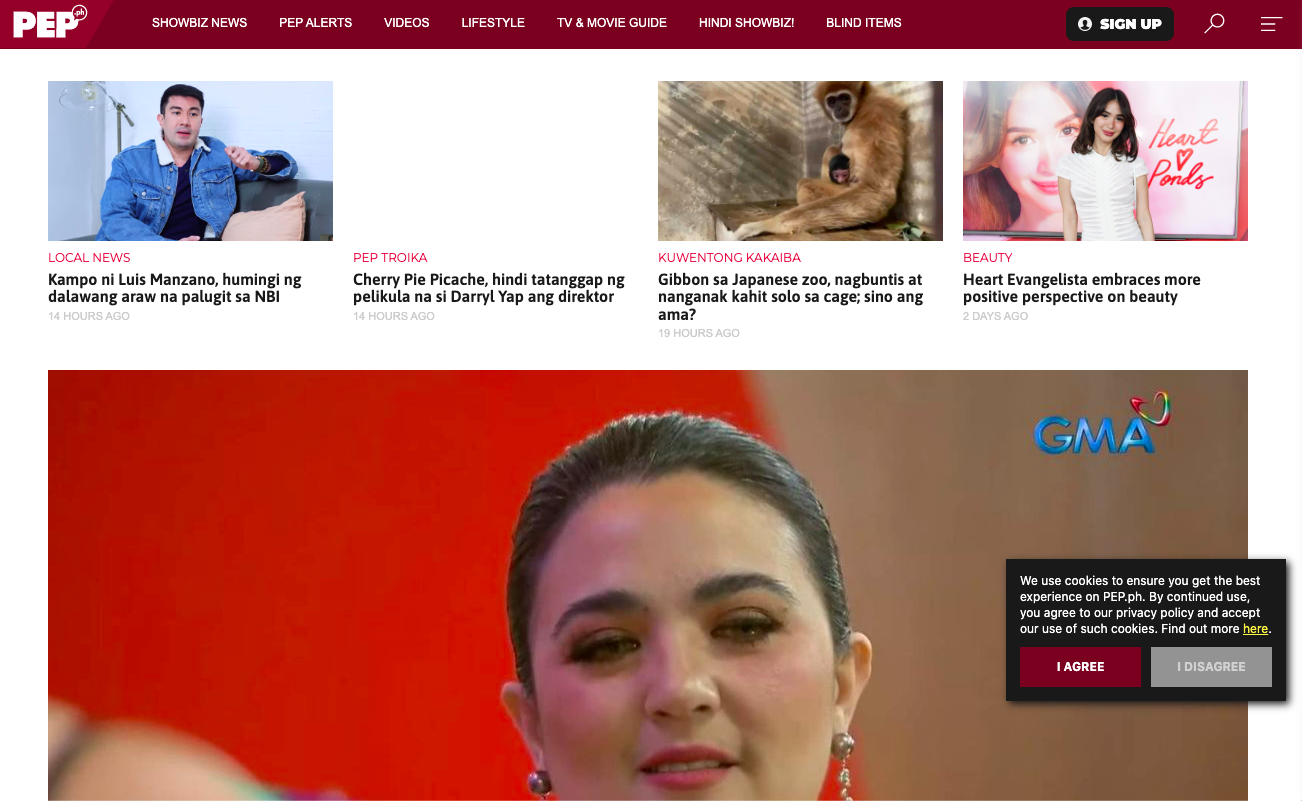 PEP.ph
SHOWBIZ NEWS
PEP ALERTS
VIDEOS
LIFESTYLE
TV & MOVIE GUIDE
HINDI SHOWBIZ!
BLIND ITEMS
SIGN UP
Heart
Ponds
LOCAL NEWS
Kampo ni Luis Manzano, humingi ng
dalawang araw na palugit sa NBI
14 HOURS AGO
PEP TROIKA
Cherry Pie Picache, hindi tatanggap ng
pelikula na si Darryl Yap ang direktor
14 HOURS AGO
KUWENTONG KAKAIBA
Gibbon sa Japanese zoo, nagbuntis at
nanganak kahit solo sa cage; sino ang
ama?
19 HOURS AGO
BEAUTY
Heart Evangelista embraces more
positive perspective on beauty
2 DAYS AGO
GMA
We use cookies to ensure you get the best
experience on PEP.ph. By continued use,
you agree to our privacy policy and accept
our use of such cookies. Find out more here.
I AGREE
I DISAGREE